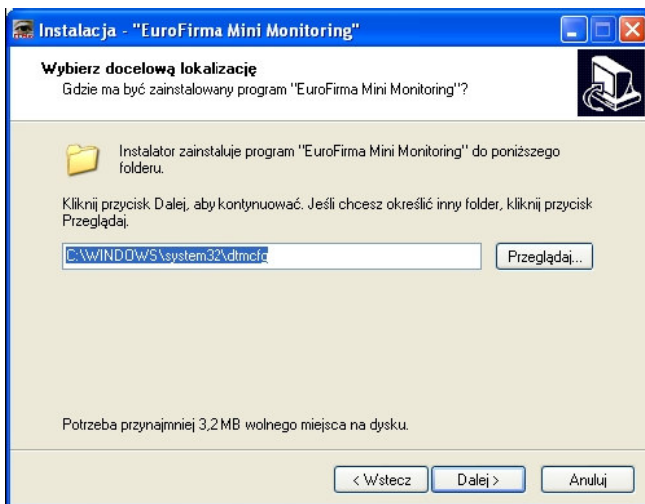 Instalacja - "EuroFirma Mini Monitoring"
Wybierz docelową lokalizację
Gdzie ma być zainstalowany program "EuroFirma Mini Monitoring"?
Instalator zainstaluje program "EuroFirma Mini Monitoring" do poniższego
folderu.
Kliknij przycisk Dalej, aby kontynuować. Jeśli chcesz określić inny folder, kliknij przycisk
Przeglądaj.
C:\WINDOWS\system32\dtmcfg
Przeglądaj...
Potrzeba przynajmniej 3,2 MB wolnego miejsca na dysku.
< Wstecz
Dalej >
Anuluj